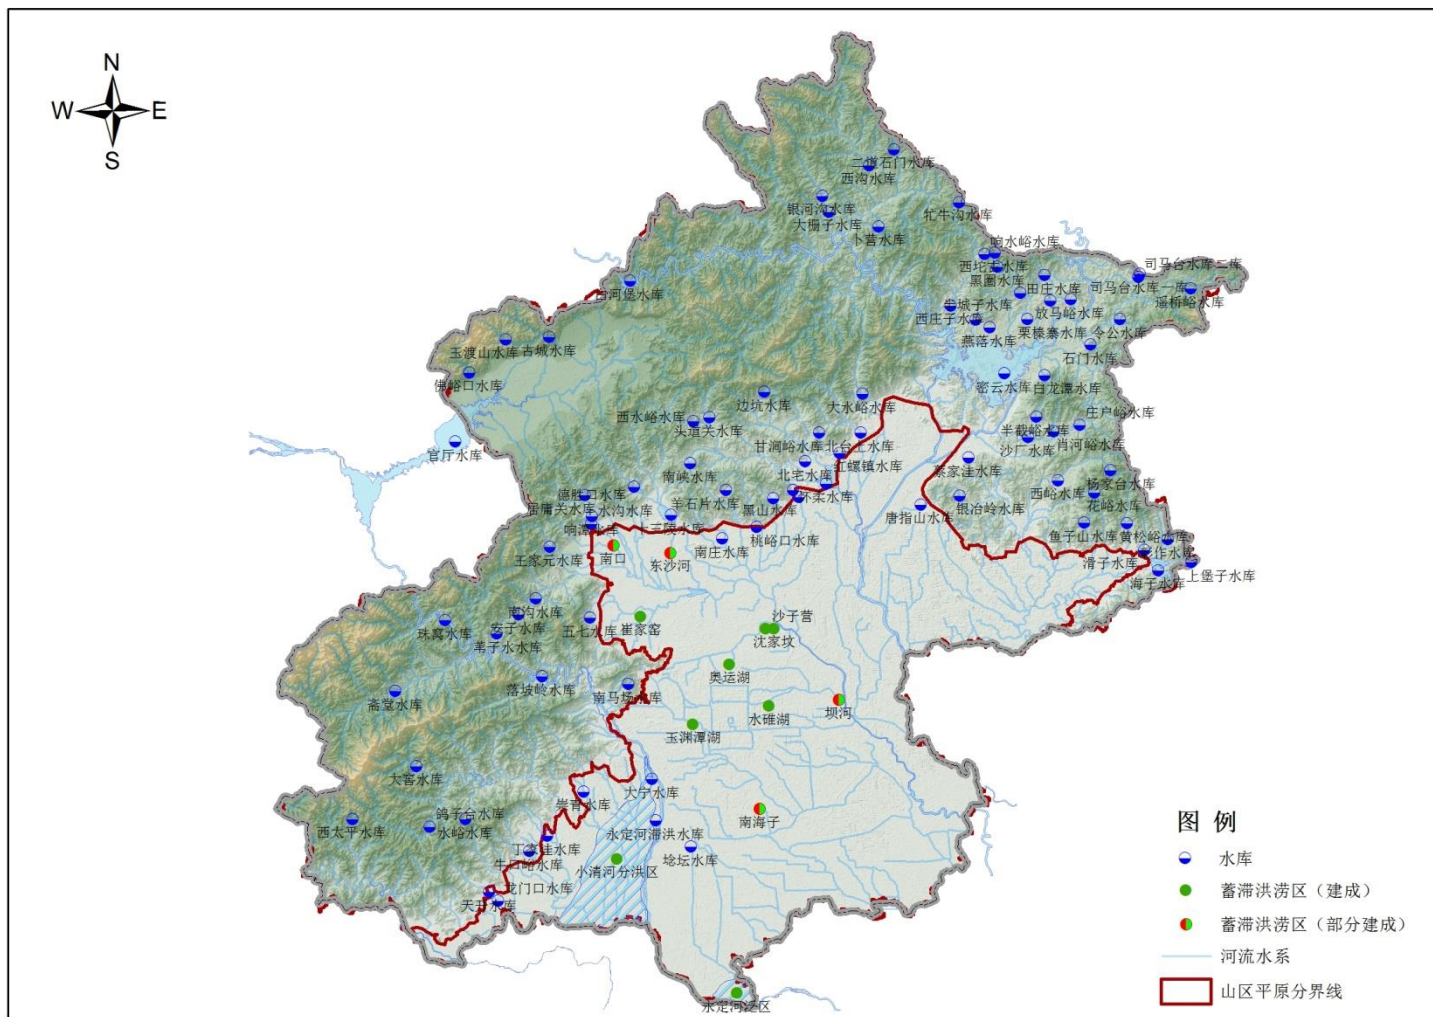 N
W
E
S
二道石门水库
西沟水库
银河沟水库
大栅子水库
牤牛沟水库
卜营水库
响水峪水库
西坨古水库
黑圈水库
司马台水库二库
司马台水库一库
遥桥峪水库
白河堡水库
田庄水库
放马峪水库
西庄子水库
栗榛寨水库
令公水库
燕落水库
石门水库
玉渡山水库
古城水库
佛峪口水库
密云水库
白龙潭水库
边坑水库
大水峪水库
西水峪水库
头道关水库
庄户峪水库
半截峪水库
沙厂水库
肖河峪水库
甘涧峪水库
北台上水库
官厅水库
红螺镇水库
北宅水库
南峡水库
蔡家洼水库
杨家台水库
西峪水库
花峪水库
德胜口水库
羊石片水库
黑山水库
怀柔水库
唐指山水库
银冶岭水库
响潭水库
十三陵水库
桃峪口水库
鱼子山水库
黄松峪水库
南庄水库
王家元水库
南口
东沙河
海子水库
上堡子水库
珠窝水库
苇子水水库
五七水库
崔家窑
沙子营
沈家坟
奥运湖
落坡岭水库
南马场水库
斋堂水库
水碓湖
坝河
玉渊潭湖
大窖水库
崇青水库
大宁水库
南海子
西太平水库
鸽子台水库
水峪水库
永定河滞洪水库
丁家洼水库
牛口峪水库
埝坛水库
小清河分洪区
龙门口水库
天开水库
永定河泛区
图 例
水库
蓄滞洪涝区（建成）
蓄滞洪涝区（部分建成）
河流水系
山区平原分界线